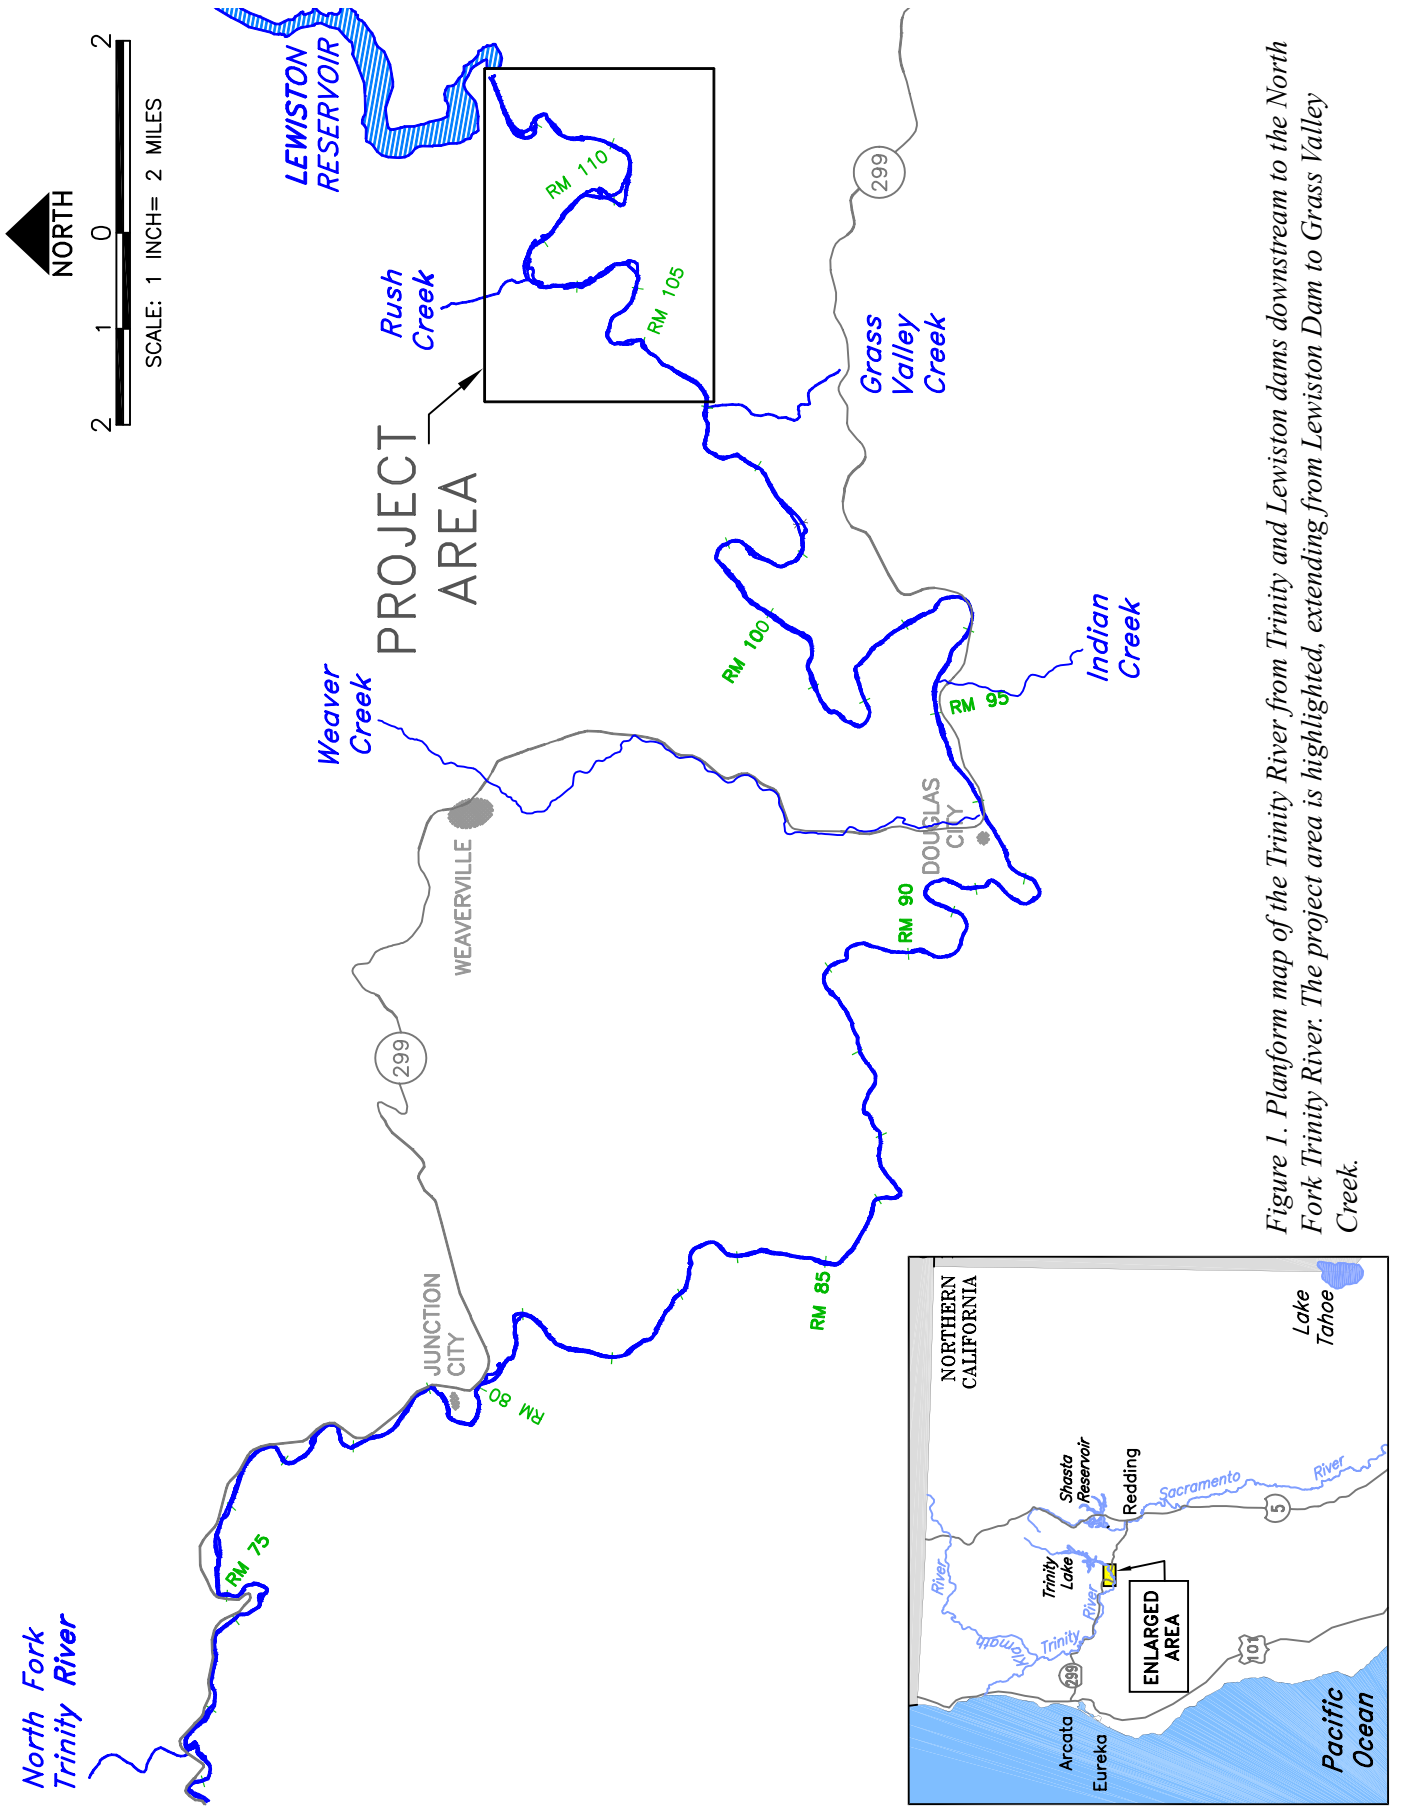 North Fork
Trinity River
NORTH
2
1
0
2
SCALE: 1 INCH= 2 MILES
LEWISTON
RESERVOIR
Weaver
Creek
Rush
Creek
PROJECT
AREA
RM 75
JUNCTION
CITY
299
WEAVERVILLE
RM 80
RM 110
RM 105
RM 100
RM 85
RM 90
DOUGLAS
CITY
RM 95
Grass
Valley
Creek
299
Indian
Creek
NORTHERN
CALIFORNIA
River
Klamath
Trinity
River
Trinity
Lake
Shasta
Reservoir
Redding
Sacramento
River
5
299
101
Arcata
Eureka
ENLARGED
AREA
Lake
Tahoe
Pacific
Ocean
Figure 1. Planform map of the Trinity River from Trinity and Lewiston dams downstream to the North
Fork Trinity River. The project area is highlighted, extending from Lewiston Dam to Grass Valley
Creek.